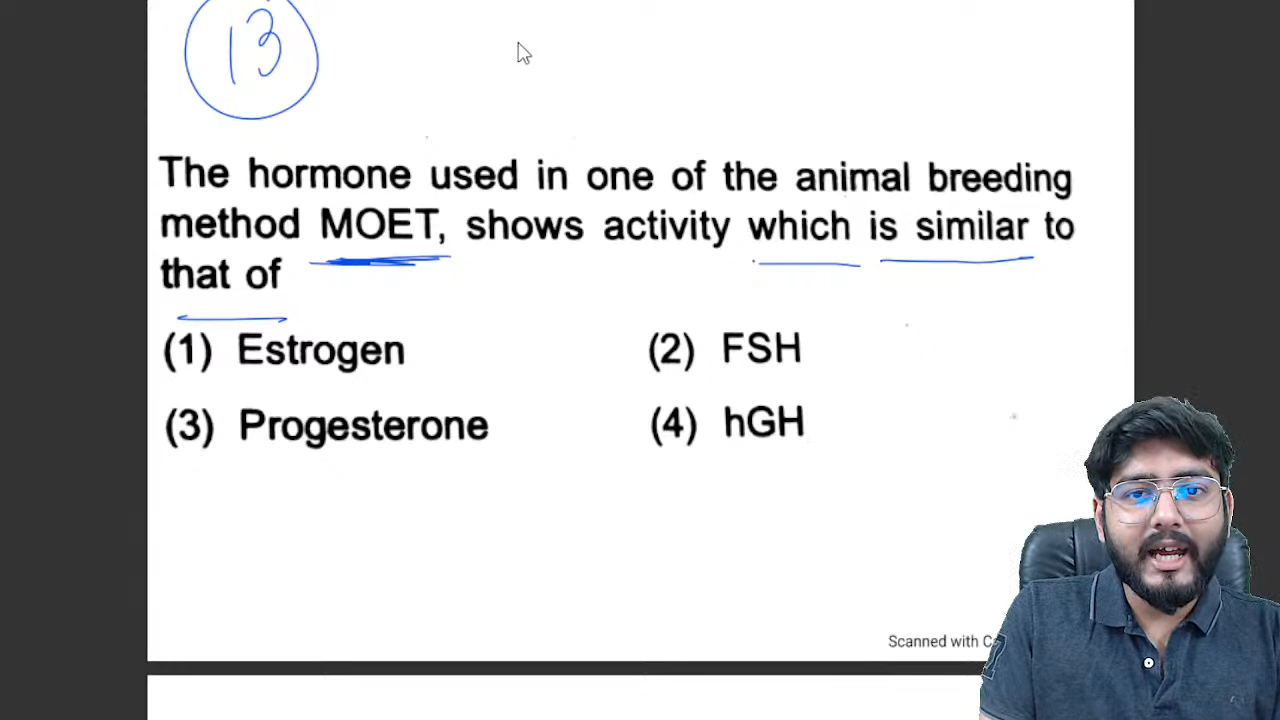 13
The hormone used in one of the animal breeding
method MOET, shows activity which is similar to
that of
(1) Estrogen (2) FSH
(3) Progesterone (4) hGH
Scanned with